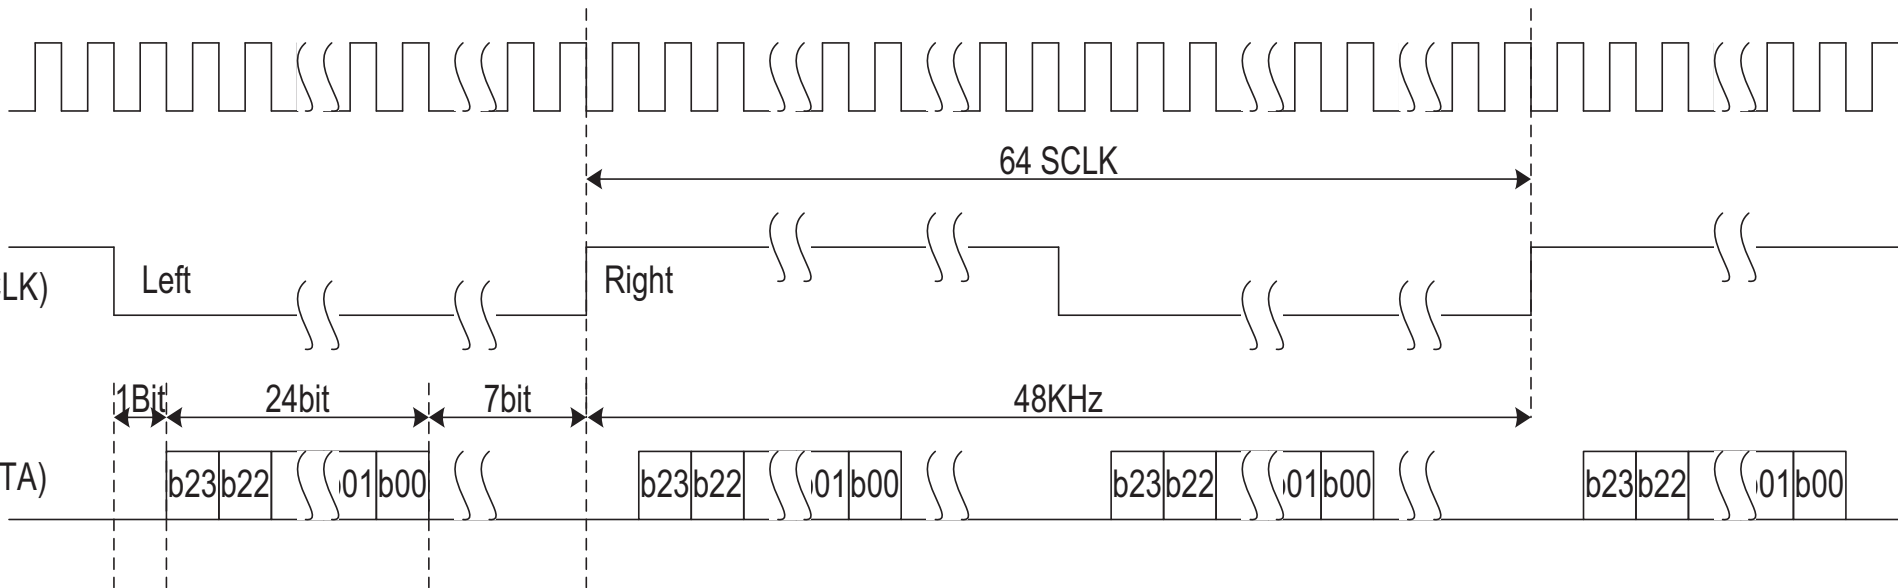 64 SCLK
Left
Right
LK)
1Bit
24bit
7bit
48KHz
TA)
b23 b22 01 b00
b23 b22 01 b00
b23 b22 01 b00
b23 b22 01 b00